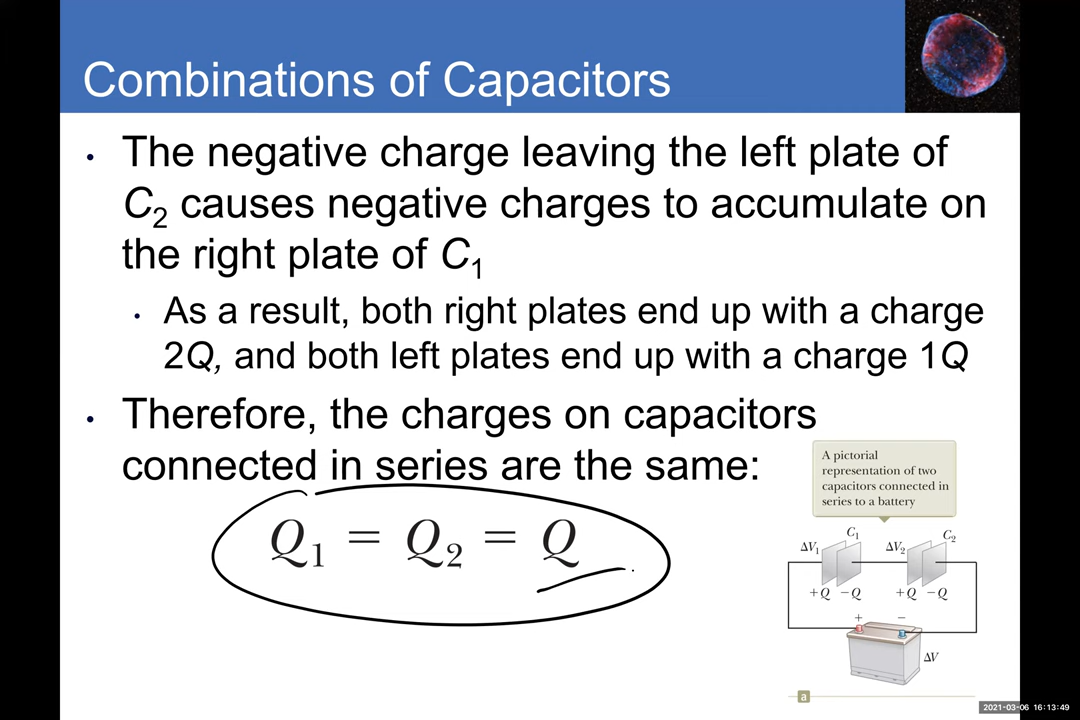 Combinations of Capacitors
• The negative charge leaving the left plate of
C₂ causes negative charges to accumulate on
the right plate of C₁
• As a result, both right plates end up with a charge
2Q, and both left plates end up with a charge 1Q
• Therefore, the charges on capacitors
connected in series are the same:
Q₁ = Q₂ = Q
A pictorial
representation of two
capacitors connected in
series to a battery
ΔV₁ C₁ ΔV₂ C₂
+Q −Q +Q −Q
+ −
ΔV
a
2021-03-06 16:13:49